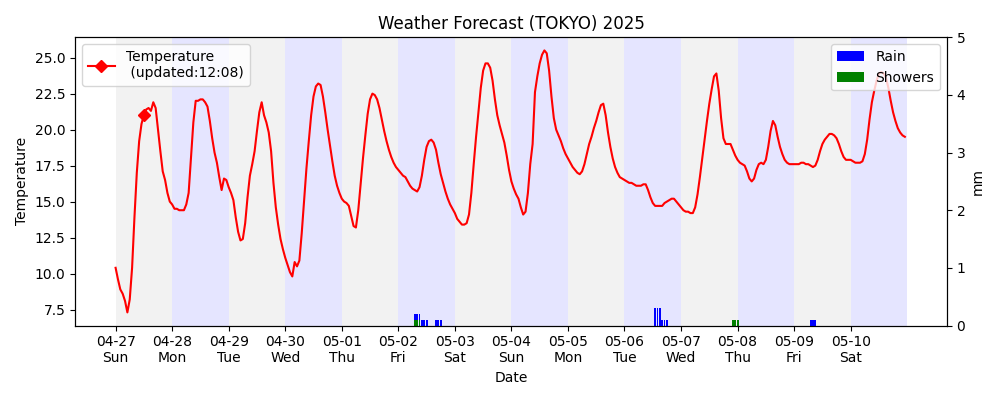 Weather Forecast (TOKYO) 2025
Temperature
(updated:12:08)
Rain
Showers
Temperature
25.0
22.5
20.0
17.5
15.0
12.5
10.0
7.5
5
4
3
2
1
0
mm
04-27 04-28 04-29 04-30 05-01 05-02 05-03 05-04 05-05 05-06 05-07 05-08 05-09 05-10
Sun Mon Tue Wed Thu Fri Sat Sun Mon Tue Wed Thu Fri Sat
Date